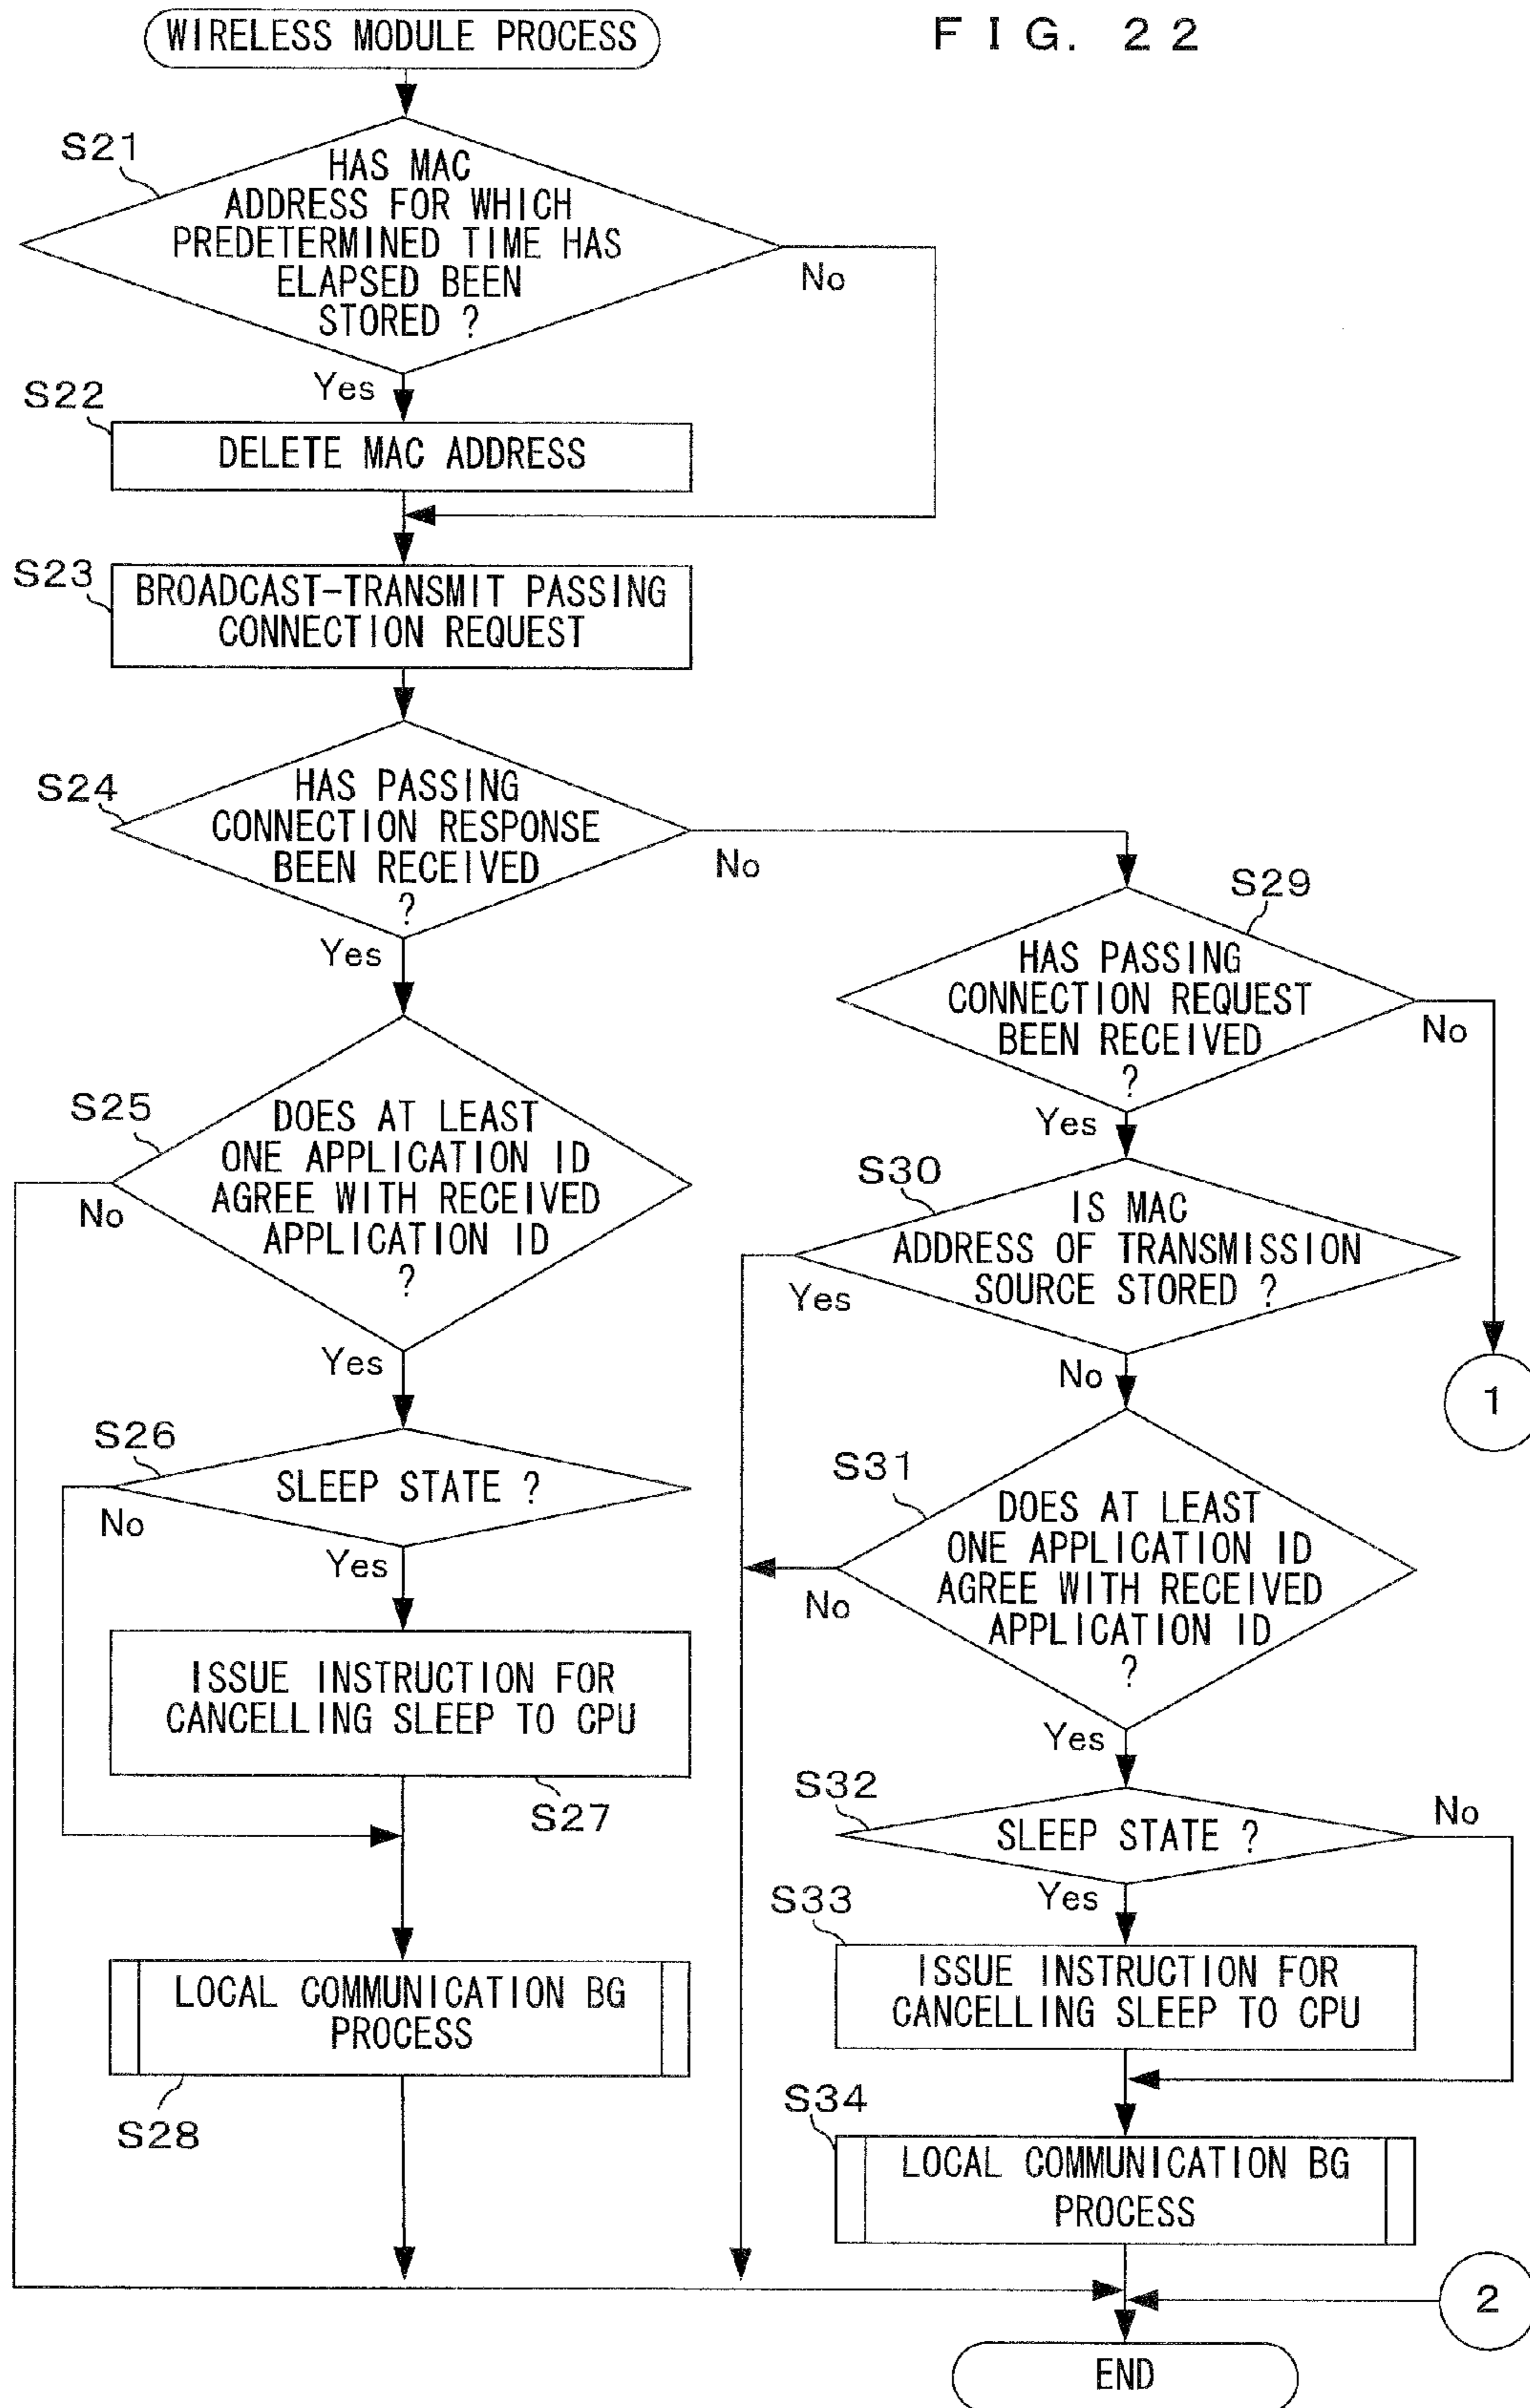 FIG. 22
WIRELESS MODULE PROCESS
S21
HAS MAC
ADDRESS FOR WHICH
PREDETERMINED TIME HAS
ELAPSED BEEN
STORED ?
No
Yes
S22
DELETE MAC ADDRESS
S23
BROADCAST-TRANSMIT PASSING
CONNECTION REQUEST
S24
HAS PASSING
CONNECTION RESPONSE
BEEN RECEIVED
?
No
Yes
S25
DOES AT LEAST
ONE APPLICATION ID
AGREE WITH RECEIVED
APPLICATION ID
?
No
Yes
S26
SLEEP STATE ?
No
Yes
ISSUE INSTRUCTION FOR
CANCELLING SLEEP TO CPU
S27
LOCAL COMMUNICATION BG
PROCESS
S28
S29
HAS PASSING
CONNECTION REQUEST
BEEN RECEIVED
?
No
Yes
1
S30
IS MAC
ADDRESS OF TRANSMISSION
SOURCE STORED ?
Yes
No
S31
DOES AT LEAST
ONE APPLICATION ID
AGREE WITH RECEIVED
APPLICATION ID
?
No
Yes
S32
SLEEP STATE ?
No
Yes
S33
ISSUE INSTRUCTION FOR
CANCELLING SLEEP TO CPU
S34
LOCAL COMMUNICATION BG
PROCESS
2
END